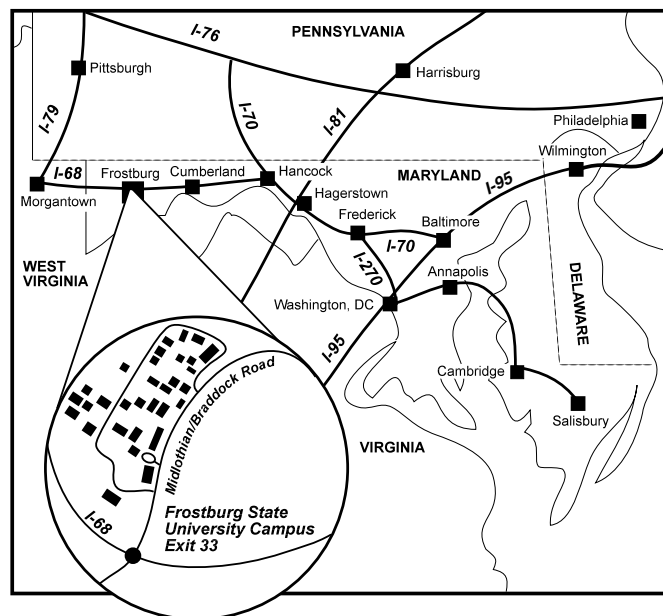 PENNSYLVANIA
I-76
Pittsburgh
Harrisburg
I-79
I-70
I-81
Philadelphia
Wilmington
I-68
Frostburg
Cumberland
Hancock
MARYLAND
I-95
Morgantown
Hagerstown
Frederick
Baltimore
I-70
WEST
VIRGINIA
I-270
Annapolis
DELAWARE
Washington, DC
I-95
Cambridge
Salisbury
VIRGINIA
Midlothian/Braddock Road
I-68
Frostburg State
University Campus
Exit 33